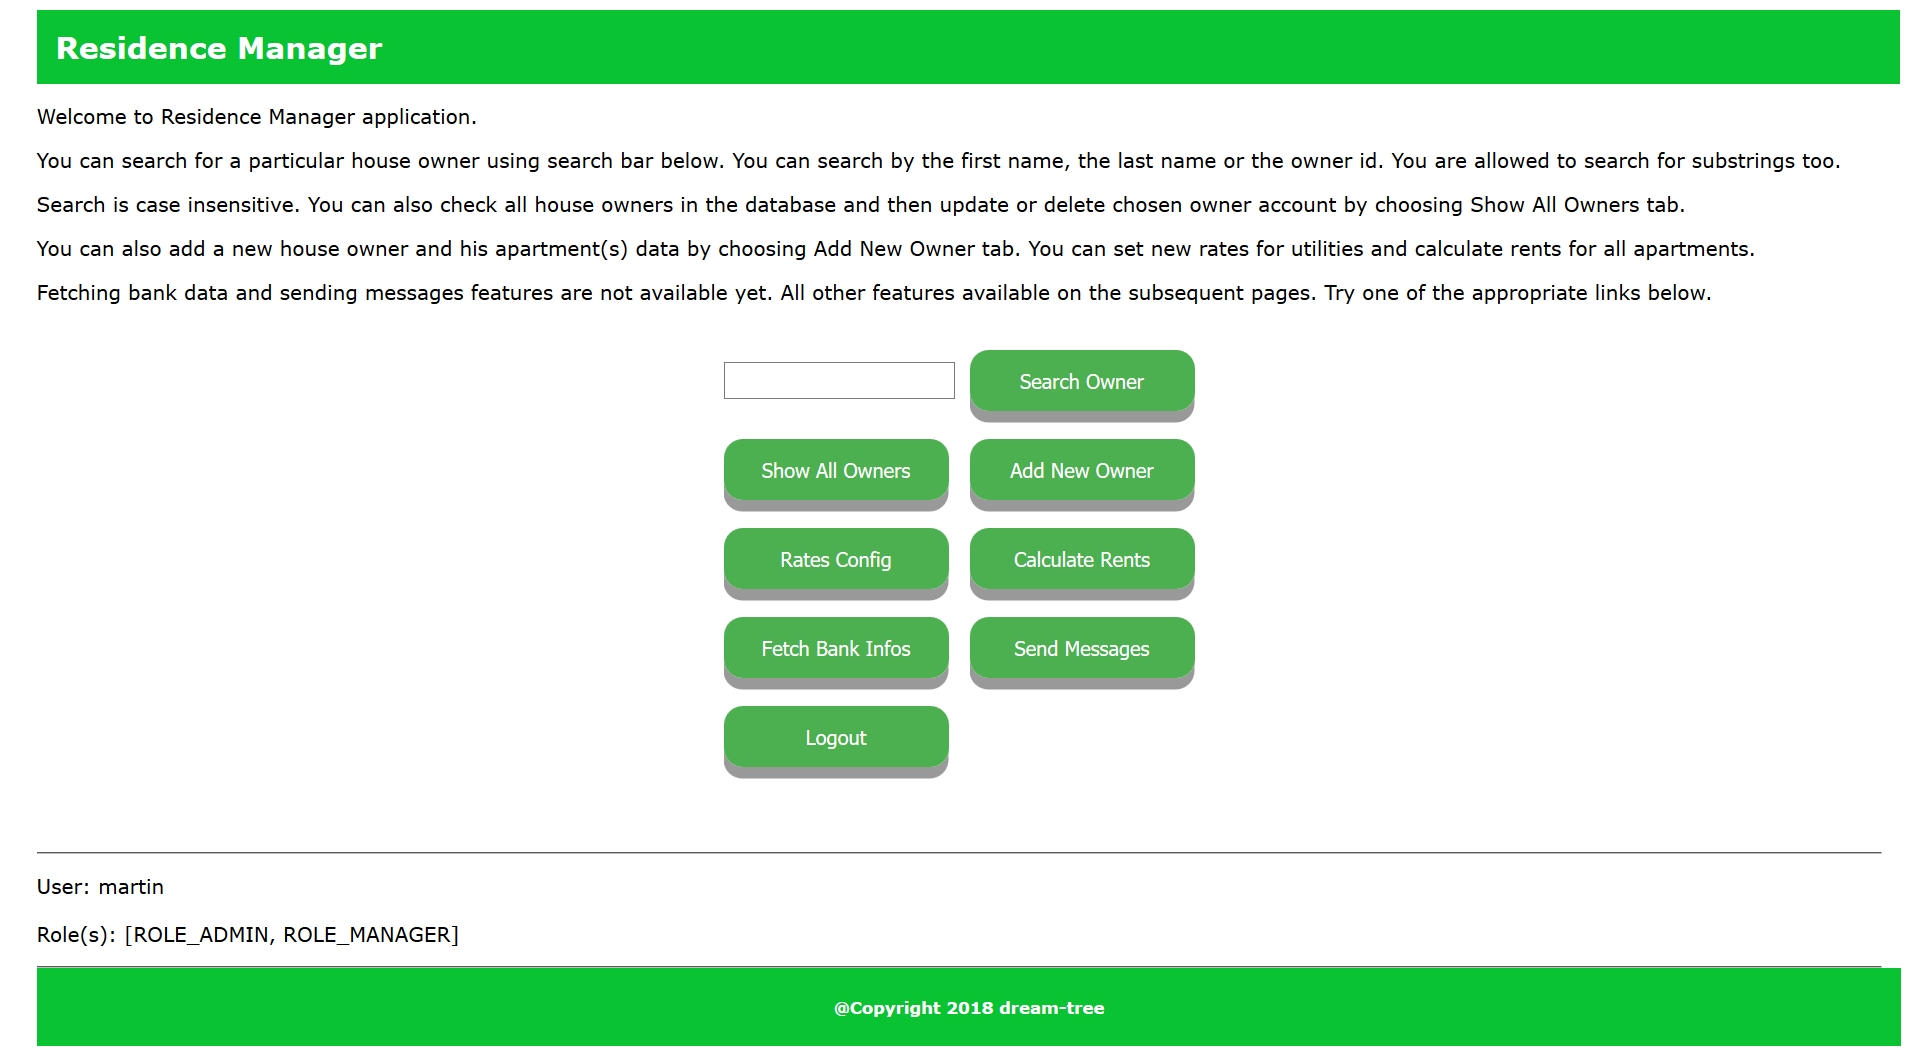 Residence Manager
Welcome to Residence Manager application.
You can search for a particular house owner using search bar below. You can search by the first name, the last name or the owner id. You are allowed to search for substrings too.
Search is case insensitive. You can also check all house owners in the database and then update or delete chosen owner account by choosing Show All Owners tab.
You can also add a new house owner and his apartment(s) data by choosing Add New Owner tab. You can set new rates for utilities and calculate rents for all apartments.
Fetching bank data and sending messages features are not available yet. All other features available on the subsequent pages. Try one of the appropriate links below.
Search Owner
Show All Owners Add New Owner
Rates Config Calculate Rents
Fetch Bank Infos Send Messages
Logout
User: martin
Role(s): [ROLE_ADMIN, ROLE_MANAGER]
@Copyright 2018 dream-tree